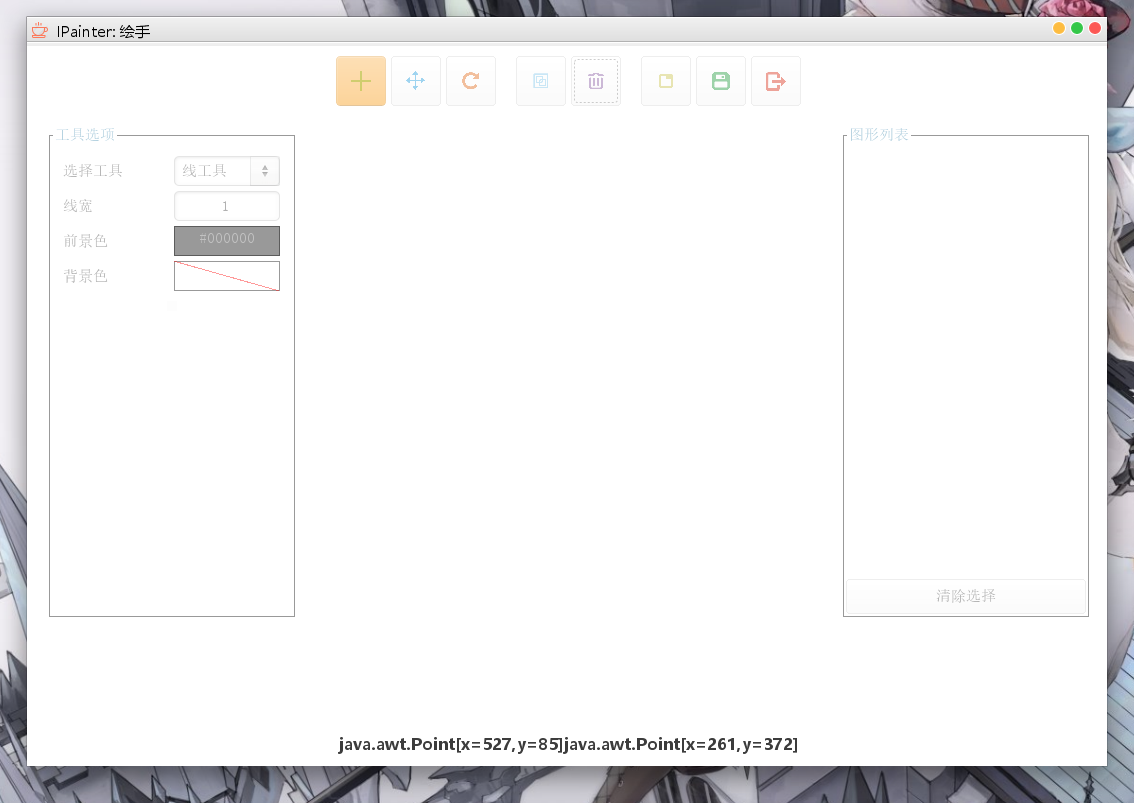 IPainter: 绘手
工具选项
选择工具 线工具
线宽 1
前景色 #000000
背景色
图形列表
清除选择
java.awt.Point[x=527,y=85]java.awt.Point[x=261,y=372]